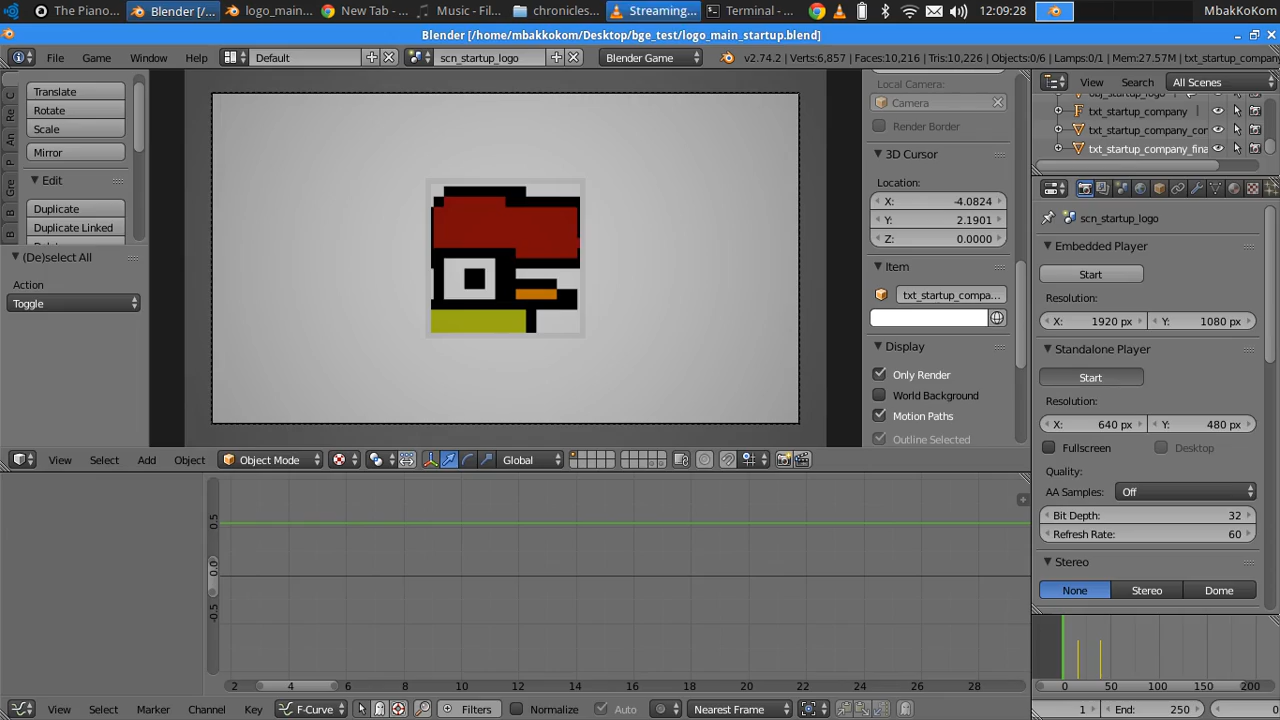 The Piano...
Blender [/...
logo_main...
New Tab - ...
Music - Fil...
chronicles...
Streaming...
Terminal - ...
12:09:28
MbakKoKom
Blender [/home/mbakkokom/Desktop/bge_test/logo_main_startup.blend]
File Game Window Help Default scn_startup_logo Blender Game v2.74.2 | Verts:6,857 | Faces:10,216 | Tris:10,226 | Objects:0/6 | Lamps:0/1 | Mem:27.57M | txt_startup_company
Translate
Rotate
Scale
Mirror
Edit
Duplicate
Duplicate Linked
(De)select All
Action
Toggle
C
Re
An
P
Gre
B
B
Local Camera:
Camera
Render Border
3D Cursor
Location:
X: -4.0824
Y: 2.1901
Z: 0.0000
Item
txt_startup_compa...
Display
Only Render
World Background
Motion Paths
Outline Selected
View Search All Scenes
obj_startup_logo
txt_startup_company
txt_startup_company_cor
txt_startup_company_fina
scn_startup_logo
Embedded Player
Start
Resolution:
X: 1920 px Y: 1080 px
Standalone Player
Start
Resolution:
X: 640 px Y: 480 px
Fullscreen Desktop
Quality:
AA Samples: Off
Bit Depth: 32
Refresh Rate: 60
Stereo
None Stereo Dome
View Select Add Object Object Mode Global
0.5
0.0
-0.5
2 4 6 8 10 12 14 16 18 20 22 24 26 28
View Select Marker Channel Key F-Curve Filters Normalize Auto Nearest Frame
0 50 100 150 200
1 End: 250 0